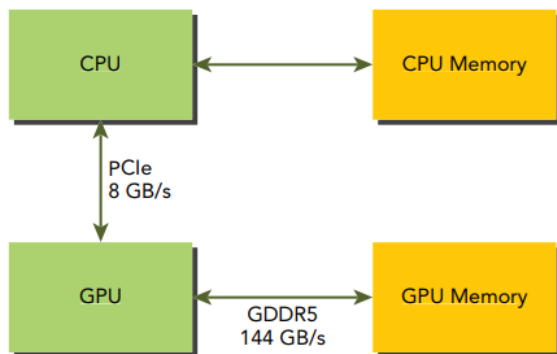 CPU
CPU Memory
PCIe
8 GB/s
GPU
GDDR5
144 GB/s
GPU Memory